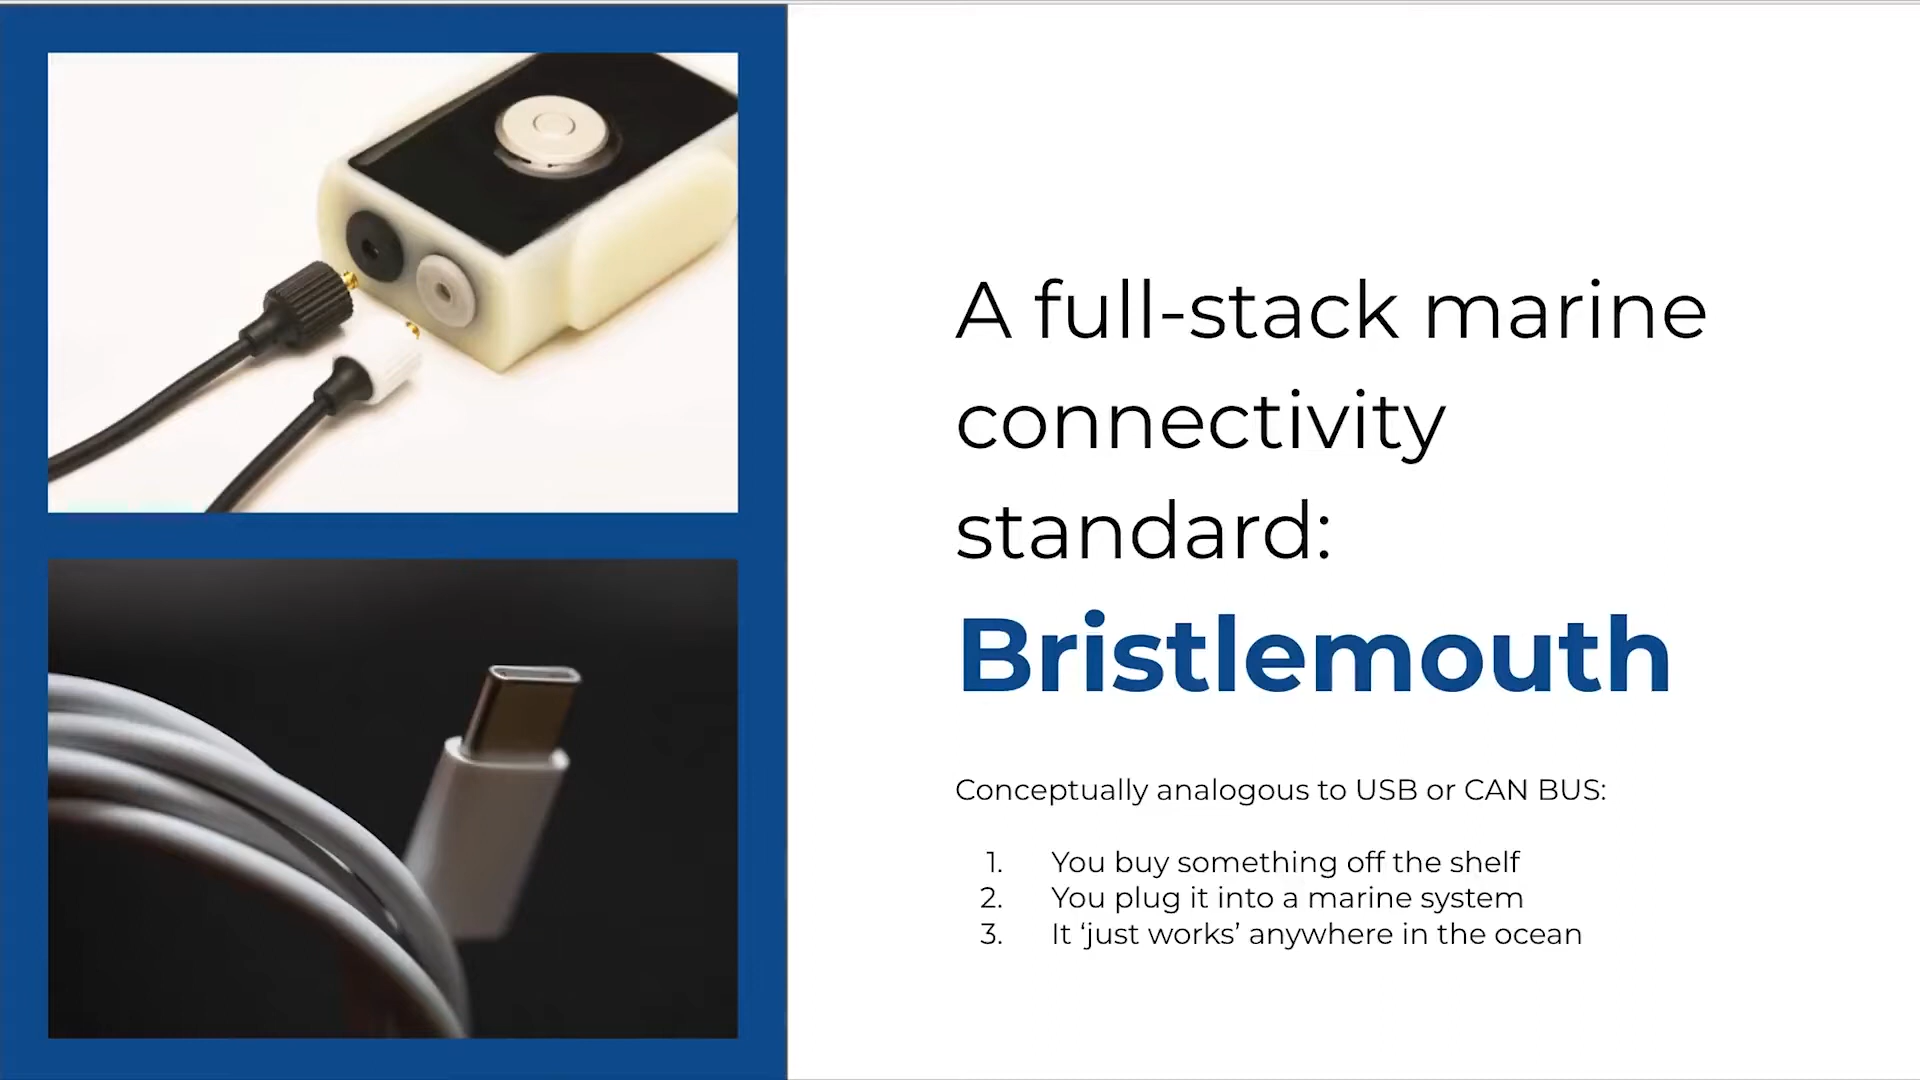 A full-stack marine
connectivity
standard:
Bristlemouth
Conceptually analogous to USB or CAN BUS:
1. You buy something off the shelf
2. You plug it into a marine system
3. It ‘just works’ anywhere in the ocean